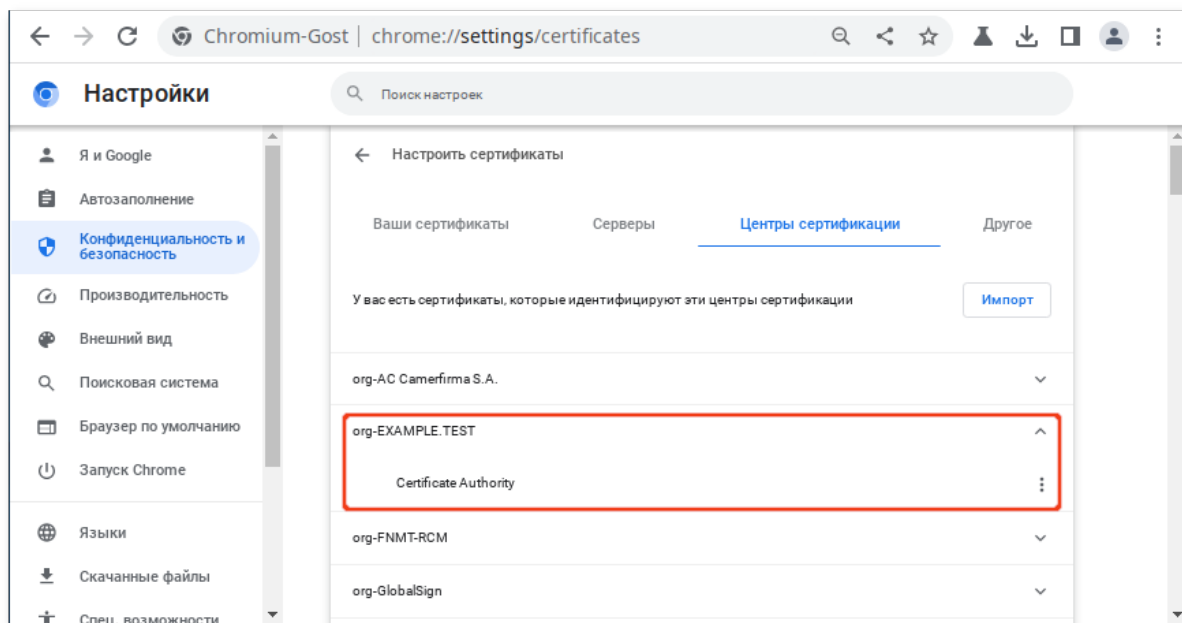 Chromium-Gost | chrome://settings/certificates
Настройки
Поиск настроек
Я и Google
Автозаполнение
Конфиденциальность и
безопасность
Производительность
Внешний вид
Поисковая система
Браузер по умолчанию
Запуск Chrome
Языки
Скачанные файлы
Спец. возможности
Настроить сертификаты
Ваши сертификаты
Серверы
Центры сертификации
Другое
У вас есть сертификаты, которые идентифицируют эти центры сертификации
Импорт
org-AC Camerfirma S.A.
org-EXAMPLE.TEST
Certificate Authority
org-FNMT-RCM
org-GlobalSign